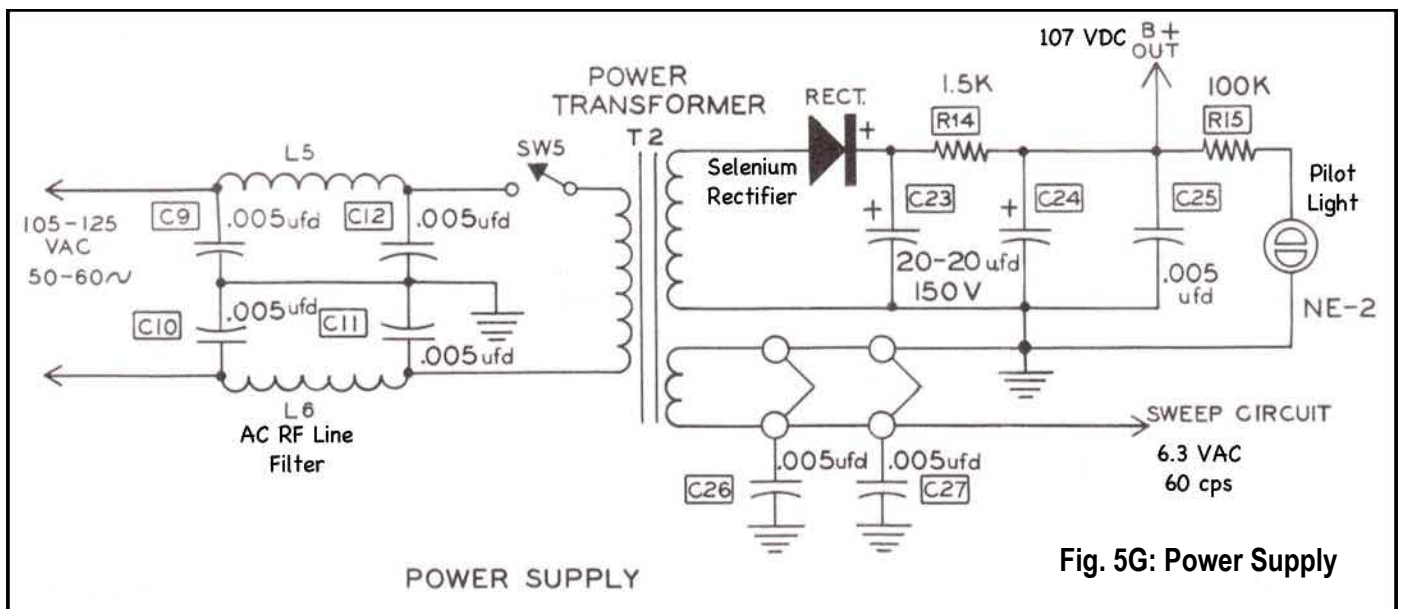 107 VDC B+
OUT
POWER
TRANSFORMER
T2
RECT.
+
1.5K
R14
100K
R15
L5
SW5
Selenium
Rectifier
Pilot
Light
C9
.005ufd
C12
.005ufd
105-125
VAC
50-60~
+
C23
+
C24
C25
20-20 ufd
150V
.005
ufd
NE-2
C10
.005ufd
C11
.005ufd
L6
AC RF Line
Filter
SWEEP CIRCUIT
6.3 VAC
60 cps
C26
.005ufd
.005ufd
C27
POWER SUPPLY
Fig. 5G: Power Supply